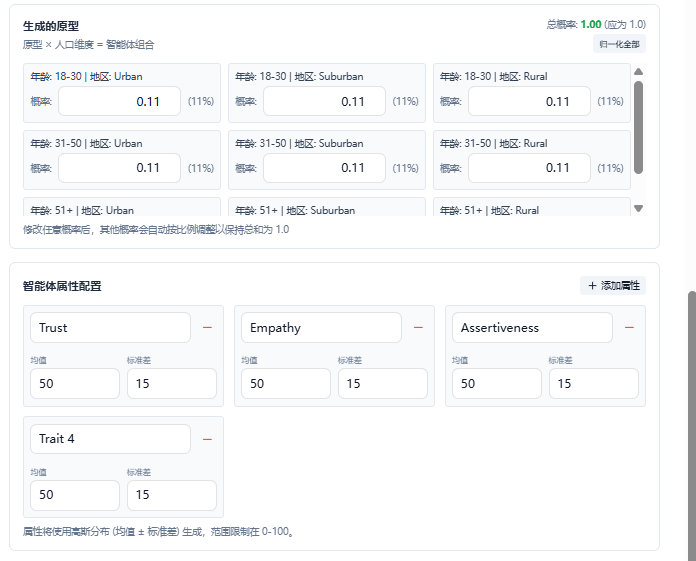 生成的原型
总概率: 1.00 (应为 1.0)
原型 × 人口维度 = 智能体组合
归一化全部
年龄: 18-30 | 地区: Urban
年龄: 18-30 | 地区: Suburban
年龄: 18-30 | 地区: Rural
概率: 0.11 (11%)
概率: 0.11 (11%)
概率: 0.11 (11%)
年龄: 31-50 | 地区: Urban
年龄: 31-50 | 地区: Suburban
年龄: 31-50 | 地区: Rural
概率: 0.11 (11%)
概率: 0.11 (11%)
概率: 0.11 (11%)
年龄: 51+ | 地区: Urban
年龄: 51+ | 地区: Suburban
年龄: 51+ | 地区: Rural
修改任意概率后，其他概率会自动按比例调整以保持总和为 1.0
智能体属性配置
+ 添加属性
Trust
Empathy
Assertiveness
均值 标准差
均值 标准差
均值 标准差
50 15
50 15
50 15
Trait 4
均值 标准差
50 15
属性将使用高斯分布 (均值 ± 标准差) 生成，范围限制在 0-100。